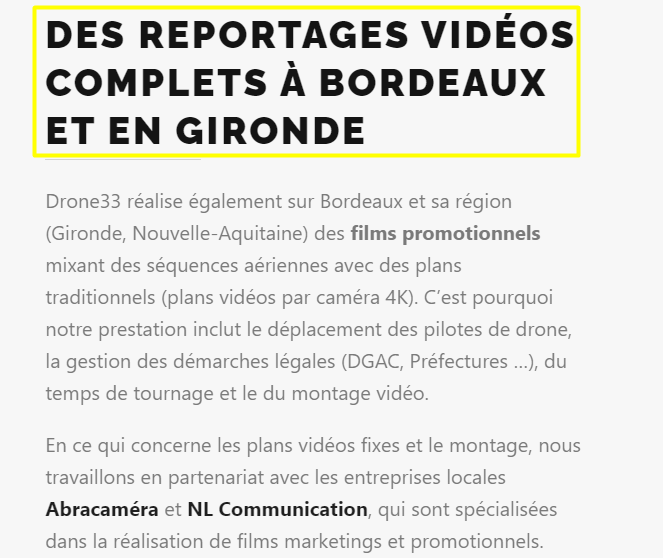 DES REPORTAGES VIDÉOS
COMPLETS À BORDEAUX
ET EN GIRONDE
Drone33 réalise également sur Bordeaux et sa région
(Gironde, Nouvelle-Aquitaine) des films promotionnels
mixant des séquences aériennes avec des plans
traditionnels (plans vidéos par caméra 4K). C’est pourquoi
notre prestation inclut le déplacement des pilotes de drone,
la gestion des démarches légales (DGAC, Préfectures …), du
temps de tournage et le du montage vidéo.
En ce qui concerne les plans vidéos fixes et le montage, nous
travaillons en partenariat avec les entreprises locales
Abracaméra et NL Communication, qui sont spécialisées
dans la réalisation de films marketings et promotionnels.